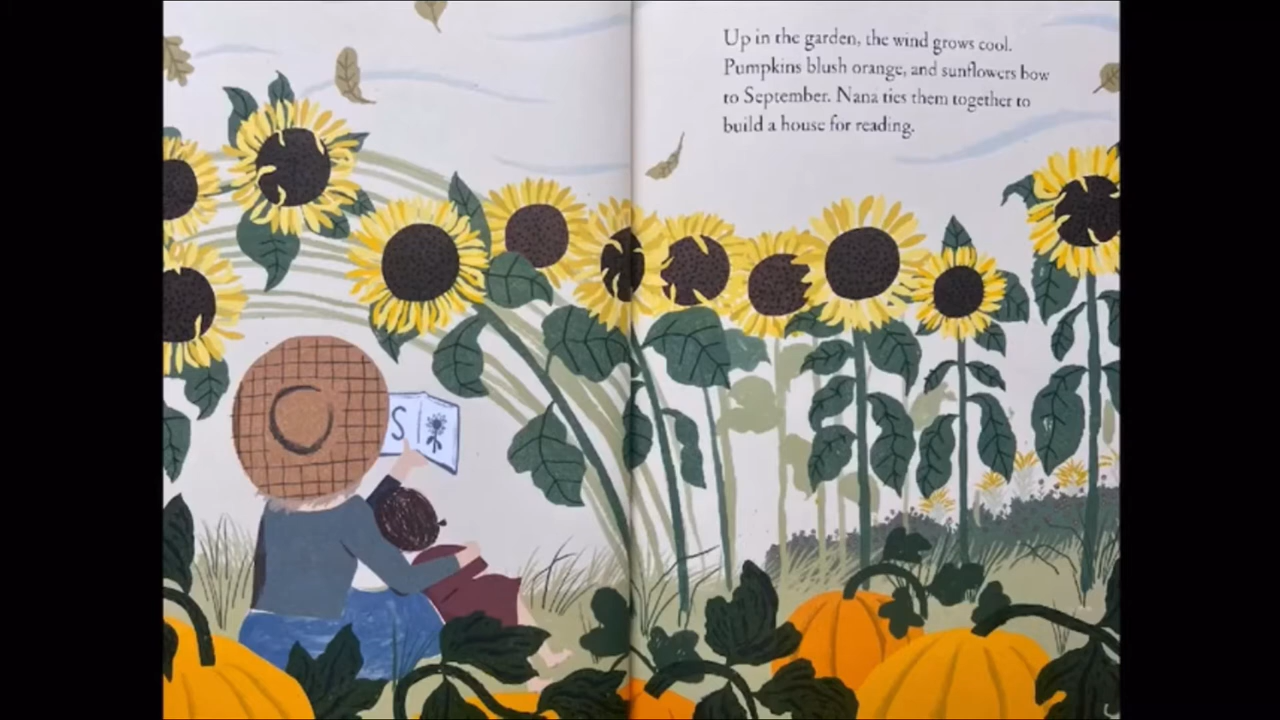 Up in the garden, the wind grows cool.
Pumpkins blush orange, and sunflowers bow
to September. Nana ties them together to
build a house for reading.
S